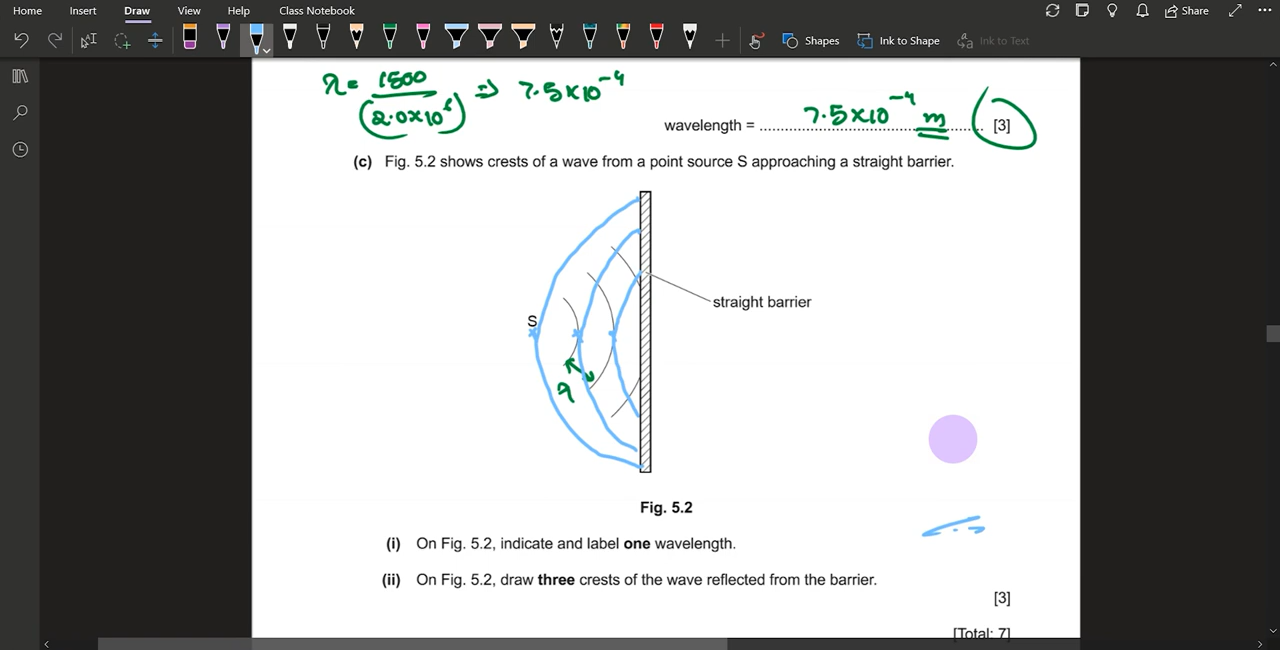 Home Insert Draw View Help Class Notebook
Share
Shapes Ink to Shape Ink to Text
λ = 1500 / (2.0×10⁶) ⇒ 7.5×10⁻⁴
wavelength = 7.5×10⁻⁴ m [3]
(c) Fig. 5.2 shows crests of a wave from a point source S approaching a straight barrier.
straight barrier
S
λ
Fig. 5.2
(i) On Fig. 5.2, indicate and label one wavelength.
(ii) On Fig. 5.2, draw three crests of the wave reflected from the barrier.
[3]
[Total: 7]